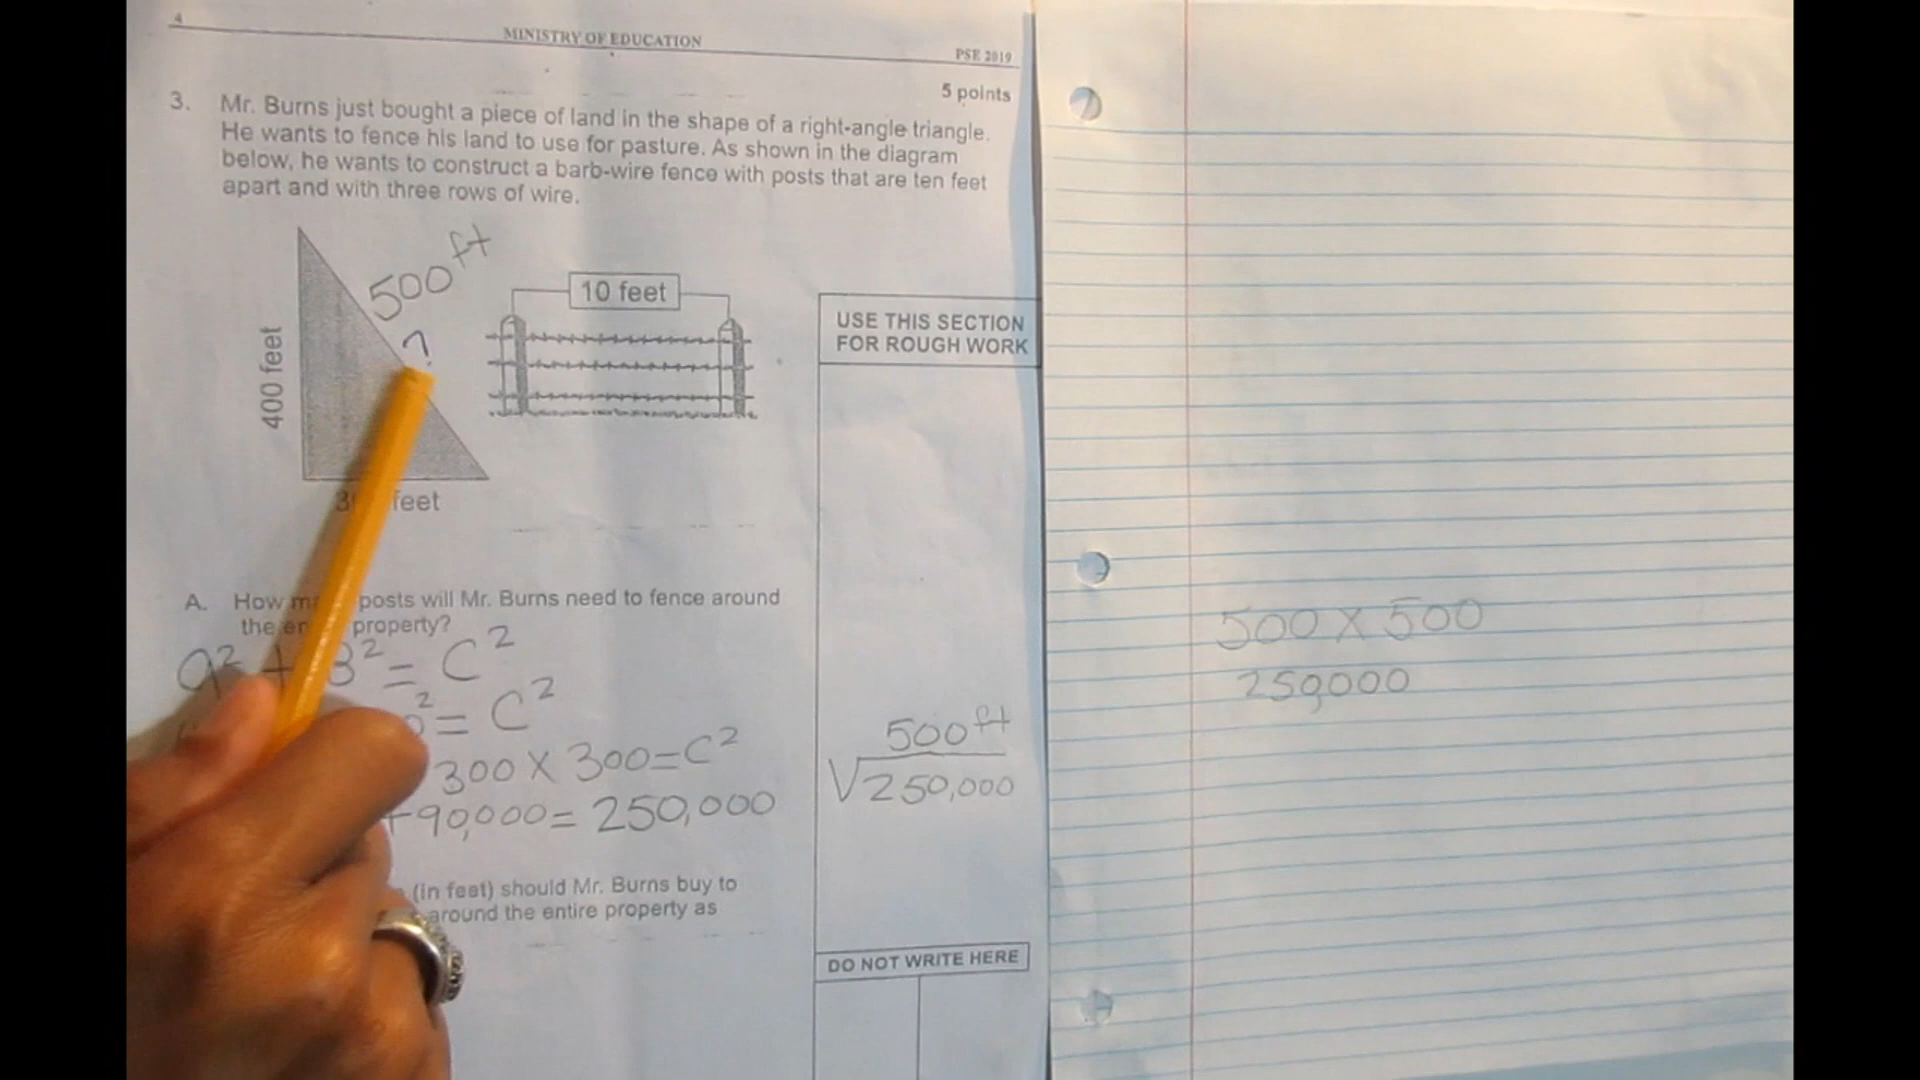 4
MINISTRY OF EDUCATION
PSE 2019
5 points
3. Mr. Burns just bought a piece of land in the shape of a right-angle triangle.
He wants to fence his land to use for pasture. As shown in the diagram
below, he wants to construct a barb-wire fence with posts that are ten feet
apart and with three rows of wire.
500 ft
?
400 feet
feet
10 feet
USE THIS SECTION
FOR ROUGH WORK
A. How posts will Mr. Burns need to fence around
the property?
a² + B² = C²
² = C²
300 X 300 = C²
+90,000 = 250,000
500 ft
√250,000
(in feet) should Mr. Burns buy to
around the entire property as
DO NOT WRITE HERE
500 X 500
250,000